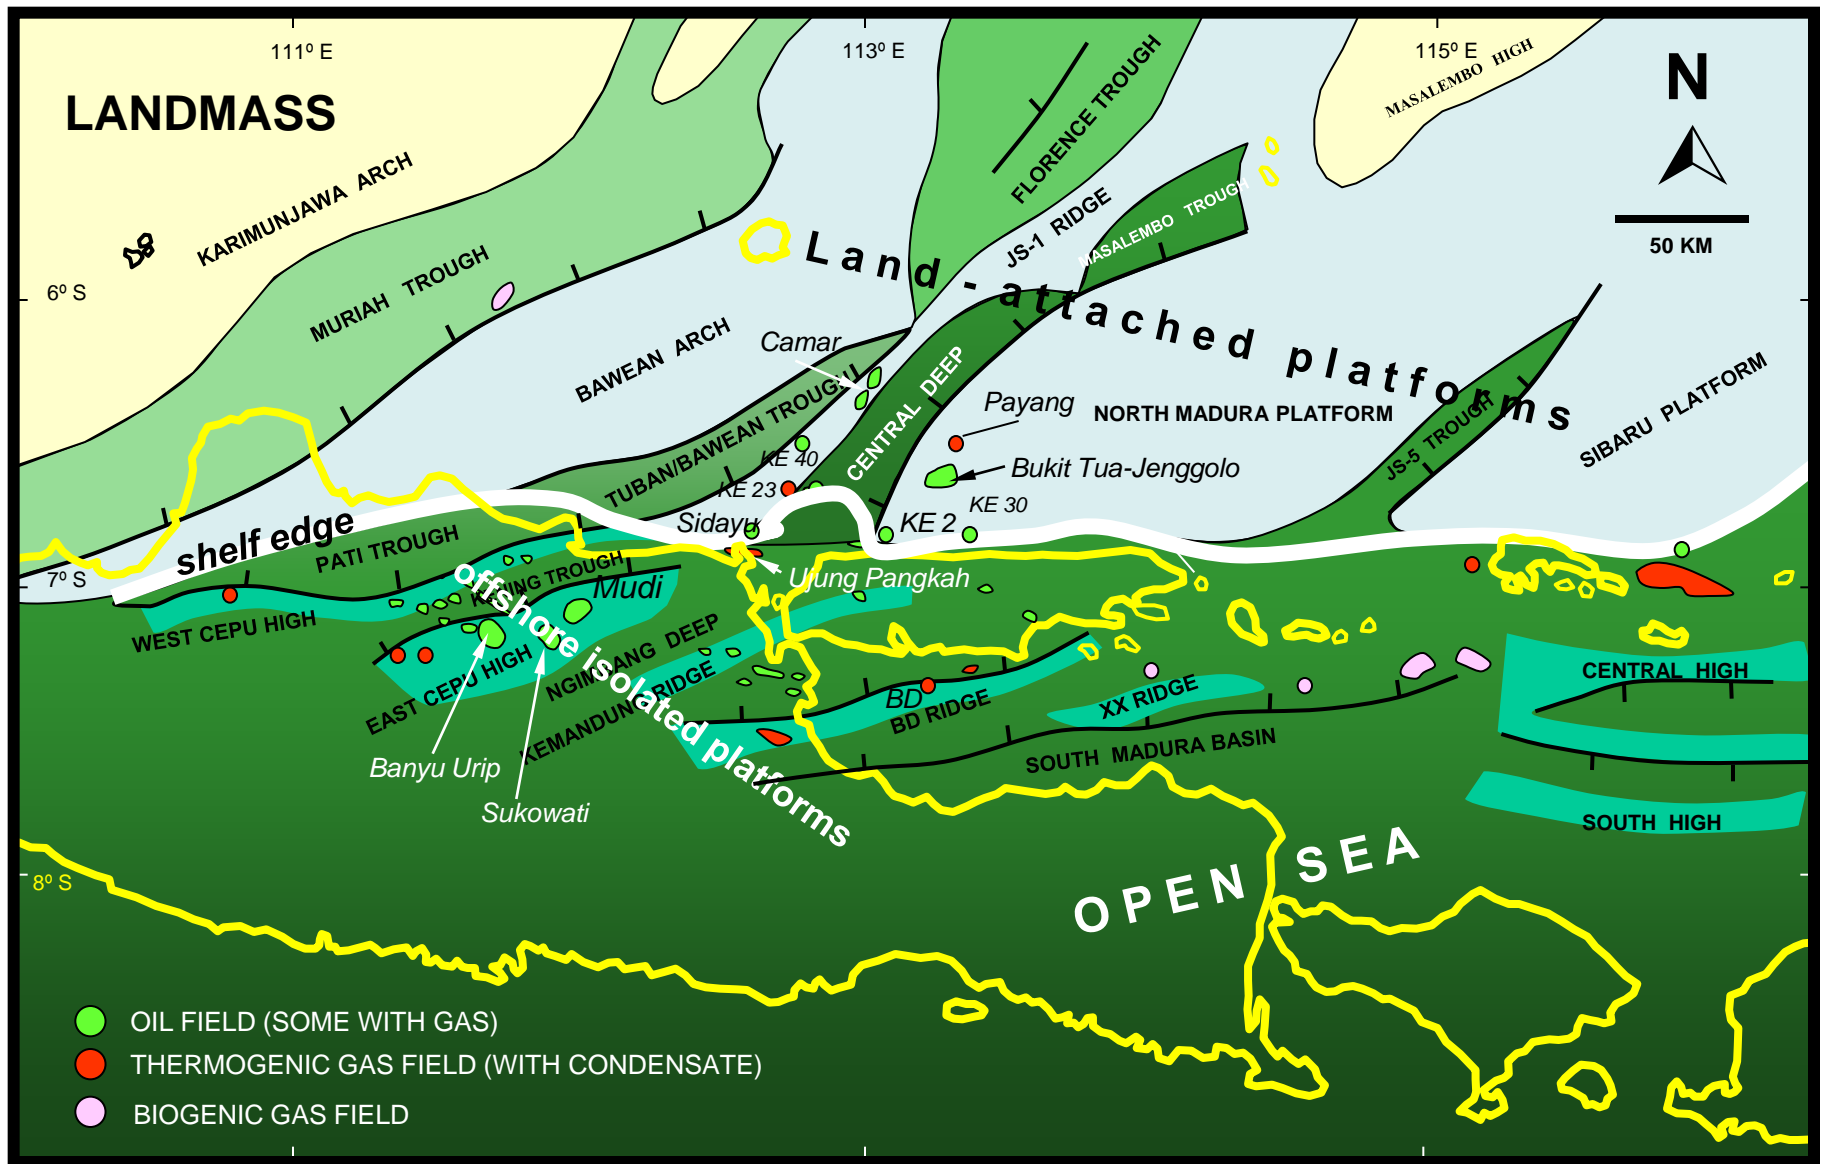 111º E
113º E
115º E
MASALEMBO HIGH
N
LANDMASS
FLORENCE TROUGH
KARIMUNJAWA ARCH
JS-1 RIDGE
MASALEMBO TROUGH
50 KM
Land - attached platforms
6º S
MURIAH TROUGH
BAWEAN ARCH
Camar
CENTRAL DEEP
TUBAN/BAWEAN TROUGH
Payang
NORTH MADURA PLATFORM
JS-5 TROUGH
SIBARU PLATFORM
KE 40
Bukit Tua-Jenggolo
KE 23
KE 30
Sidayu
KE 2
shelf edge
PATI TROUGH
7º S
Ujung Pangkah
KENING TROUGH
Mudi
offshore isolated platforms
WEST CEPU HIGH
EAST CEPU HIGH
NGIMBANG DEEP
KEMANDUNG RIDGE
BD
BD RIDGE
XX RIDGE
CENTRAL HIGH
SOUTH MADURA BASIN
Banyu Urip
Sukowati
SOUTH HIGH
OPEN SEA
8º S
OIL FIELD (SOME WITH GAS)
THERMOGENIC GAS FIELD (WITH CONDENSATE)
BIOGENIC GAS FIELD